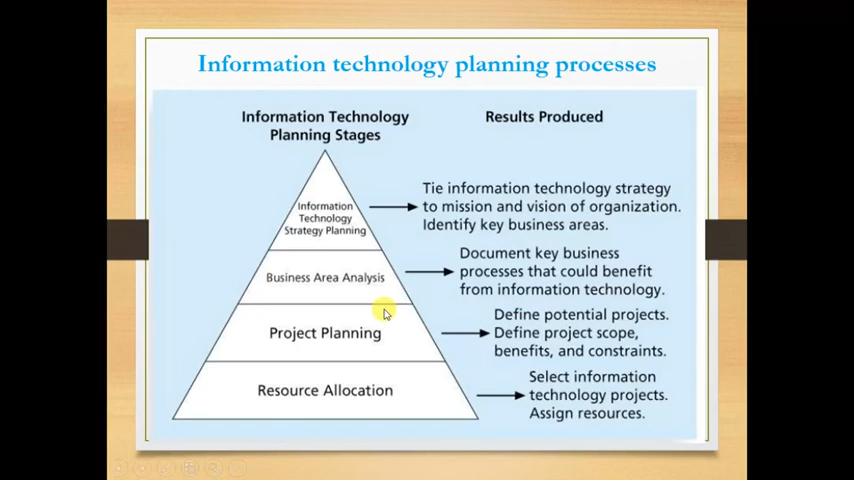 Information technology planning processes
Information Technology
Planning Stages
Results Produced
Information
Technology
Strategy Planning
Tie information technology strategy
to mission and vision of organization.
Identify key business areas.
Business Area Analysis
Document key business
processes that could benefit
from information technology.
Project Planning
Define potential projects.
Define project scope,
benefits, and constraints.
Resource Allocation
Select information
technology projects.
Assign resources.